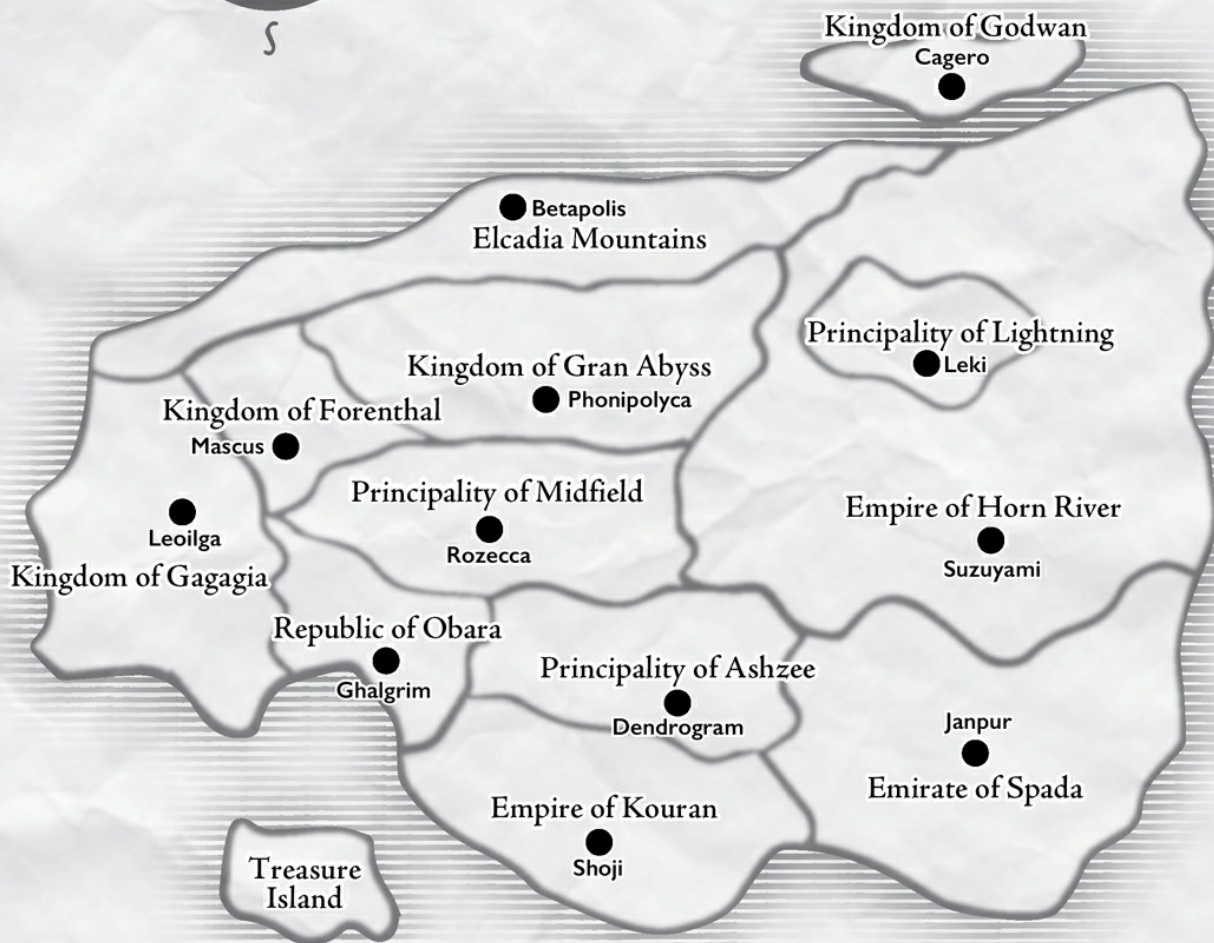 S
Kingdom of Godwan
Cagero
Betapolis
Elcadia Mountains
Principality of Lightning
Leki
Kingdom of Gran Abyss
Phonipolyca
Kingdom of Forenthal
Mascus
Principality of Midfield
Rozecca
Leoilga
Kingdom of Gagagia
Empire of Horn River
Suzuyami
Republic of Obara
Ghalgrim
Principality of Ashzee
Dendrogram
Janpur
Emirate of Spada
Empire of Kouran
Shoji
Treasure
Island